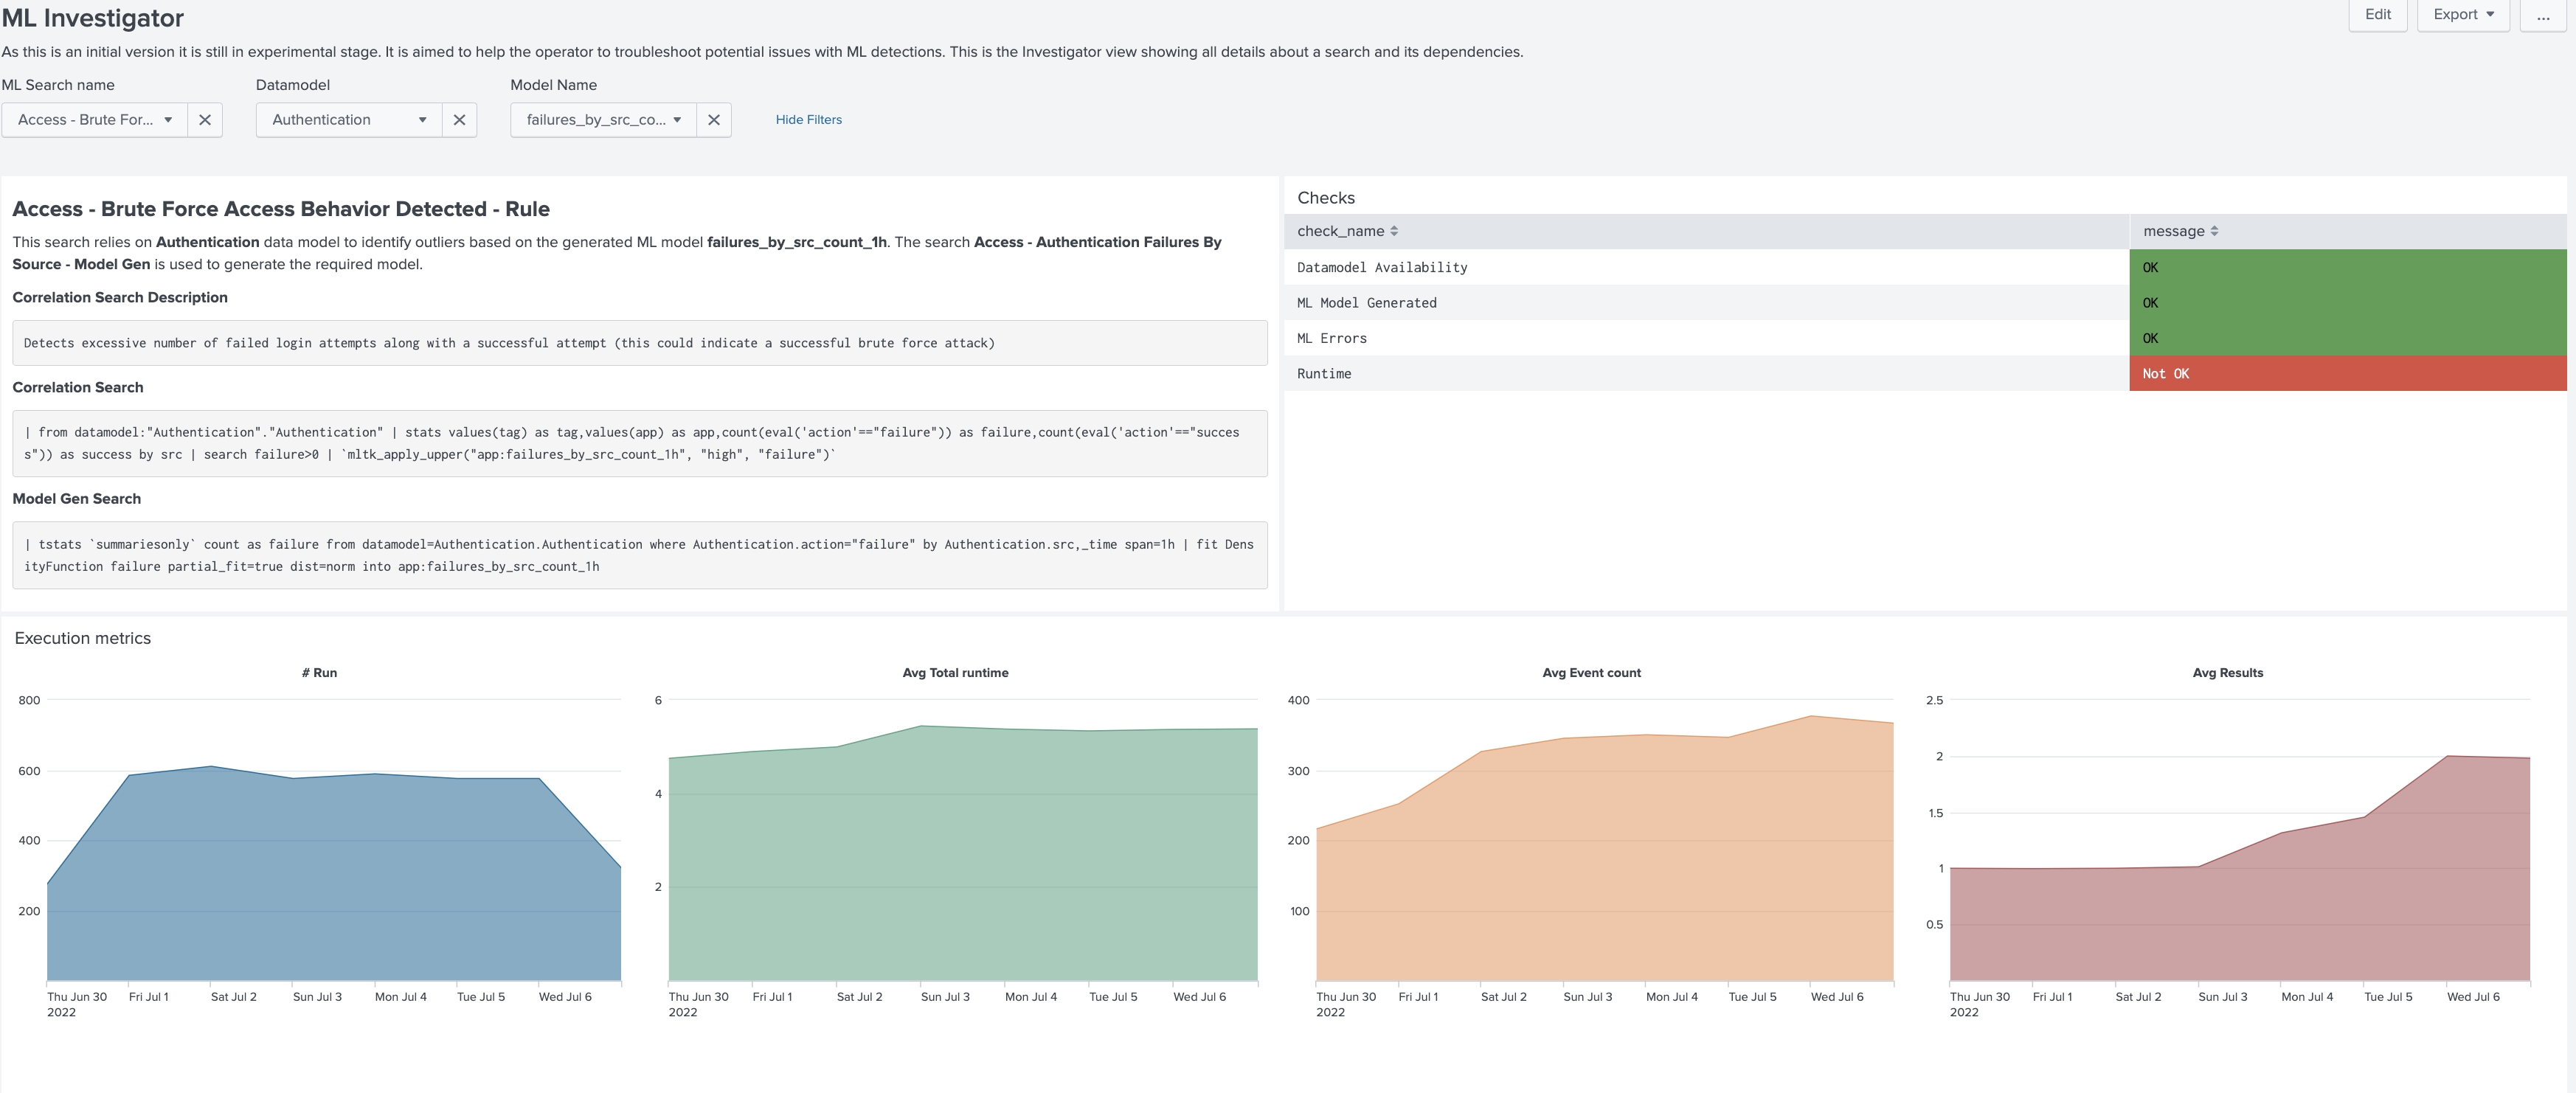 ML Investigator
Edit
Export
...
As this is an initial version it is still in experimental stage. It is aimed to help the operator to troubleshoot potential issues with ML detections. This is the Investigator view showing all details about a search and its dependencies.
ML Search name
Datamodel
Model Name
Access - Brute For...
Authentication
failures_by_src_co...
Hide Filters
Access - Brute Force Access Behavior Detected - Rule
This search relies on Authentication data model to identify outliers based on the generated ML model failures_by_src_count_1h. The search Access - Authentication Failures By
Source - Model Gen is used to generate the required model.
Correlation Search Description
Detects excessive number of failed login attempts along with a successful attempt (this could indicate a successful brute force attack)
Correlation Search
| from datamodel:"Authentication"."Authentication" | stats values(tag) as tag,values(app) as app,count(eval('action'=="failure")) as failure,count(eval('action'=="succes
s")) as success by src | search failure>0 | `mltk_apply_upper("app:failures_by_src_count_1h", "high", "failure")`
Model Gen Search
| tstats `summariesonly` count as failure from datamodel=Authentication.Authentication where Authentication.action="failure" by Authentication.src,_time span=1h | fit Dens
ityFunction failure partial_fit=true dist=norm into app:failures_by_src_count_1h
Checks
check_name
message
Datamodel Availability
OK
ML Model Generated
OK
ML Errors
OK
Runtime
Not OK
Execution metrics
# Run
800
600
400
200
Thu Jun 30
2022
Fri Jul 1
Sat Jul 2
Sun Jul 3
Mon Jul 4
Tue Jul 5
Wed Jul 6
Avg Total runtime
6
4
2
Thu Jun 30
2022
Fri Jul 1
Sat Jul 2
Sun Jul 3
Mon Jul 4
Tue Jul 5
Wed Jul 6
Avg Event count
400
300
200
100
Thu Jun 30
2022
Fri Jul 1
Sat Jul 2
Sun Jul 3
Mon Jul 4
Tue Jul 5
Wed Jul 6
Avg Results
2.5
2
1.5
1
0.5
Thu Jun 30
2022
Fri Jul 1
Sat Jul 2
Sun Jul 3
Mon Jul 4
Tue Jul 5
Wed Jul 6